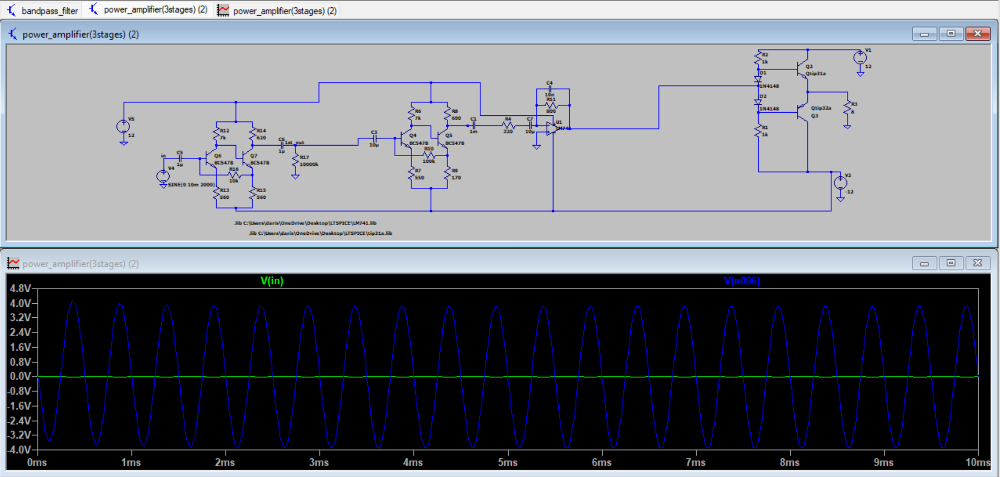 bandpass_filter
power_amplifier(3stages) (2)
power_amplifier(3stages) (2)
power_amplifier(3stages) (2)
V5
12
in
V4
SINE(0 10m 2000)
C5
1µ
R12
7k
R14
620
Q6
BC547B
Q7
BC547B
R16
10k
R13
560
R15
560
C6
1µ
1st_out
R17
10000k
C3
10µ
R6
7k
R8
600
Q4
BC547B
Q5
BC547B
R10
100k
R7
550
R9
170
C1
1m
R4
320
C7
10µ
C4
10n
R11
800
U1
R2
1k
D1
1N4148
D2
1N4148
R1
1k
Q2
Qtip31a
Qtip32a
Q3
R3
8
V1
12
V3
-12
.lib C:\Users\daris\OneDrive\Desktop\LTSPICE\LM741.lib
.lib C:\Users\daris\OneDrive\Desktop\LTSPICE\tip31a.lib
power_amplifier(3stages) (2)
V(in)
V(n006)
4.8V
4.0V
3.2V
2.4V
1.6V
0.8V
0.0V
-0.8V
-1.6V
-2.4V
-3.2V
-4.0V
0ms
1ms
2ms
3ms
4ms
5ms
6ms
7ms
8ms
9ms
10ms